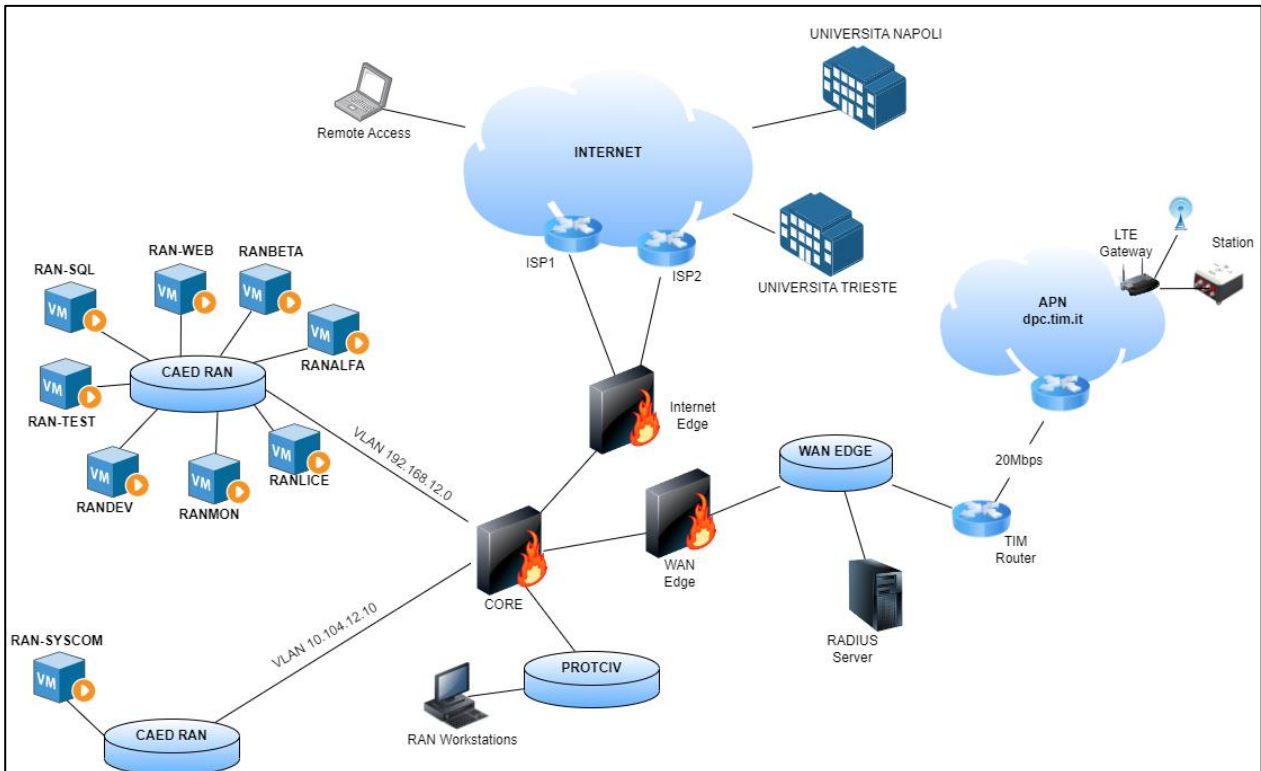 UNIVERSITA NAPOLI
Remote Access
INTERNET
ISP1
ISP2
UNIVERSITA TRIESTE
LTE
Gateway
Station
APN
dpc.tim.it
RAN-SQL
RAN-WEB
RANBETA
VM
VM
VM
VM
RANALFA
CAED RAN
VM
RAN-TEST
VM
VM
VM
RANDEV
RANMON
RANLICE
VLAN 192.168.12.0
Internet
Edge
WAN EDGE
20Mbps
TIM
Router
WAN
Edge
CORE
RADIUS
Server
VLAN 10.104.12.10
RAN-SYSCOM
VM
CAED RAN
PROTCIV
RAN Workstations